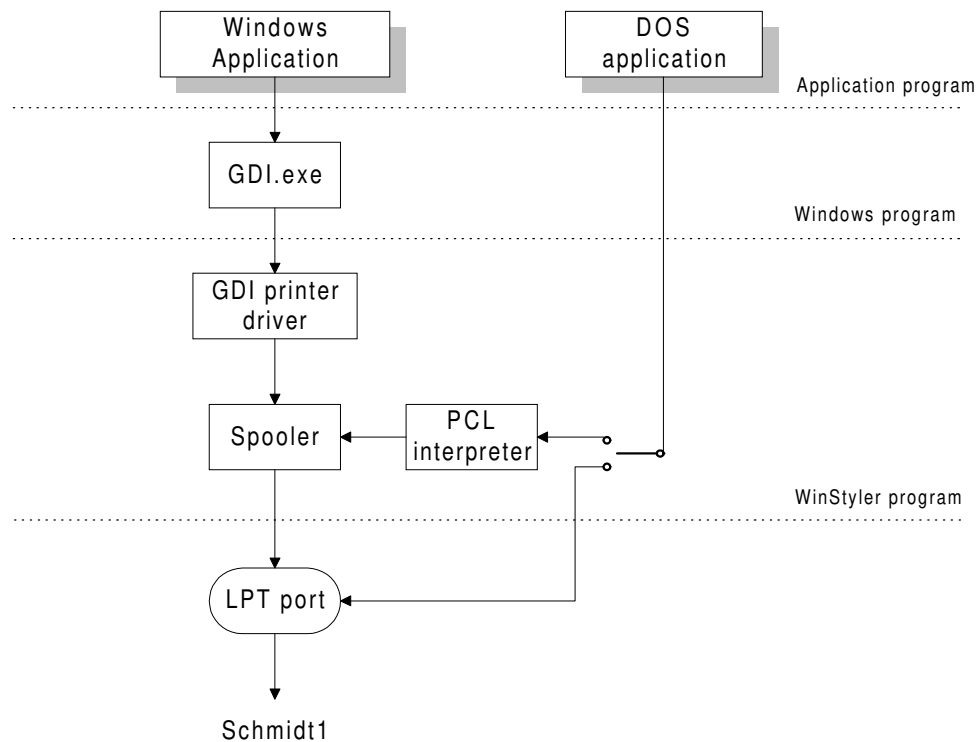 Windows
Application
DOS
application
Application program
GDI.exe
Windows program
GDI printer
driver
Spooler
PCL
interpreter
WinStyler program
LPT port
Schmidt1